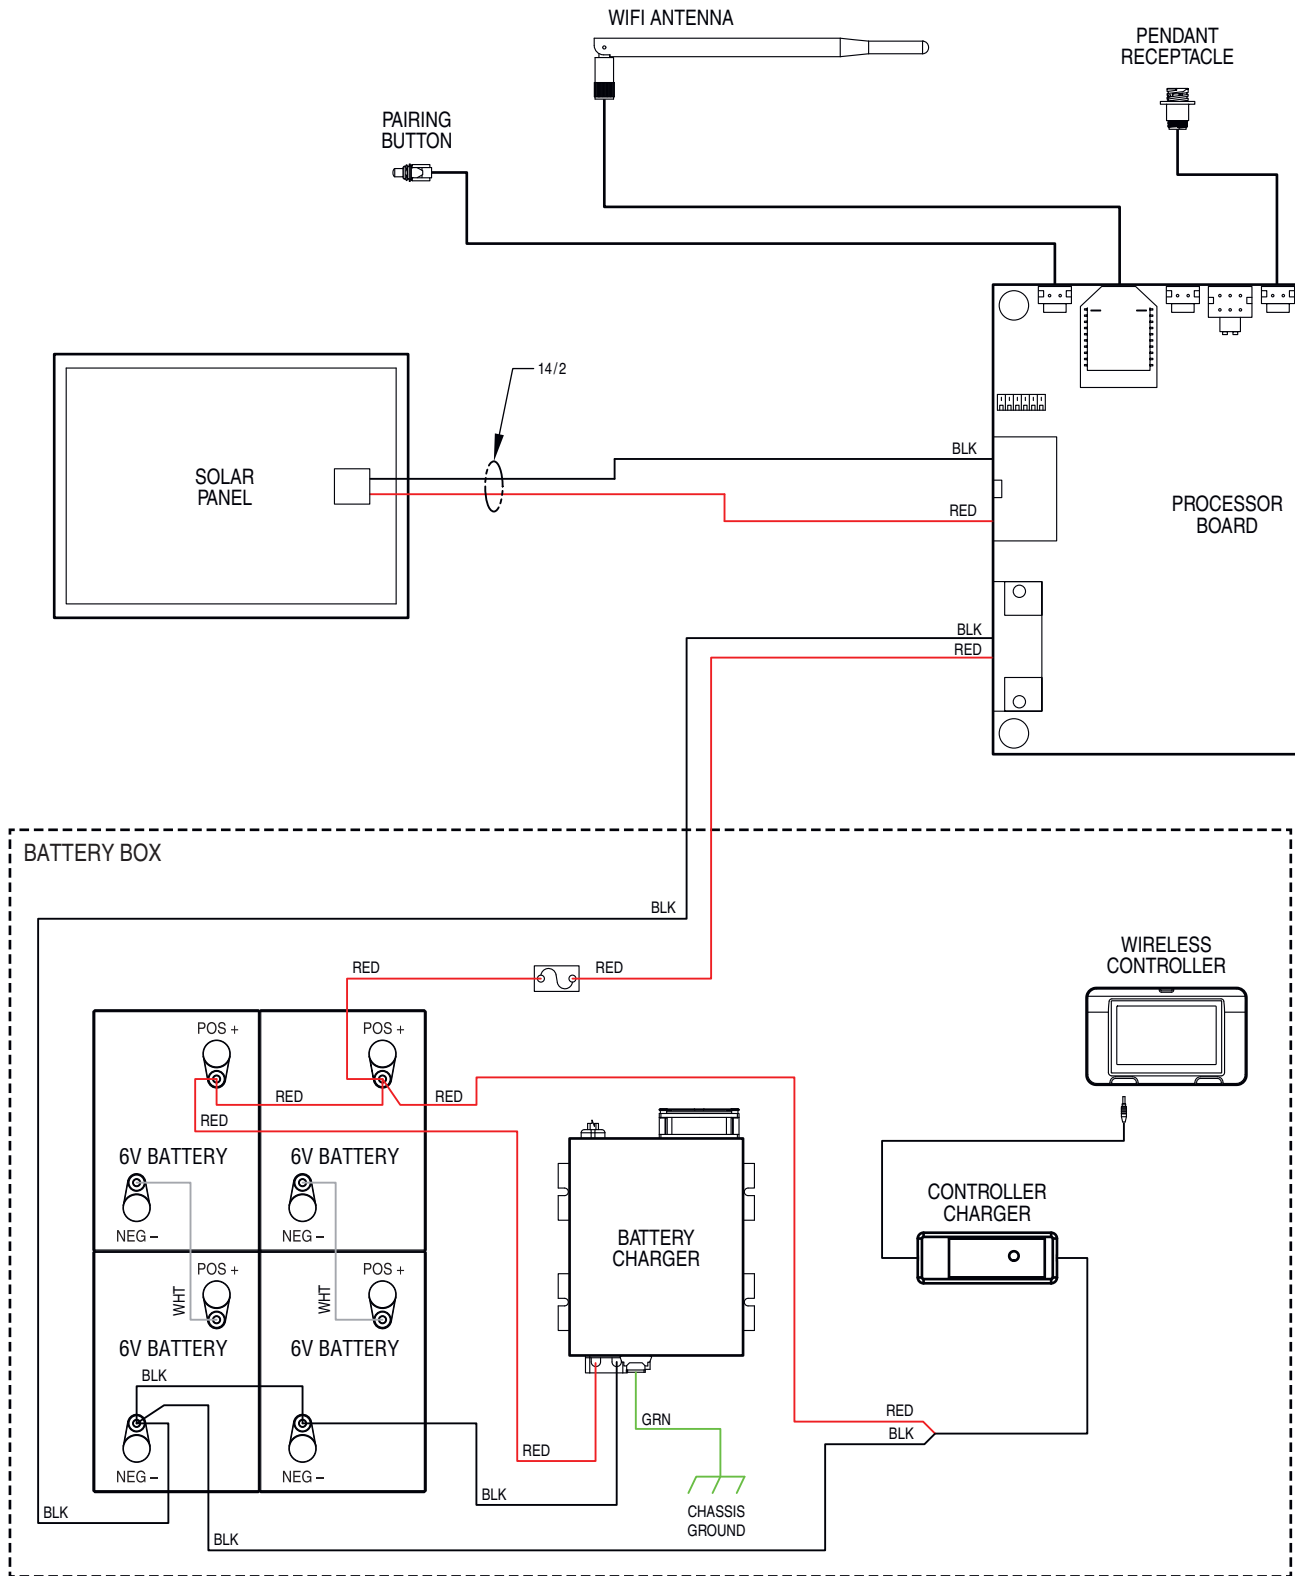 WIFI ANTENNA
PENDANT
RECEPTACLE
PAIRING
BUTTON
14/2
BLK
SOLAR
PANEL
RED
PROCESSOR
BOARD
BLK
RED
BATTERY BOX
BLK
WIRELESS
CONTROLLER
RED
RED
POS +
POS +
RED
RED
RED
6V BATTERY
6V BATTERY
CONTROLLER
CHARGER
NEG –
NEG –
BATTERY
CHARGER
POS +
POS +
WHT
WHT
6V BATTERY
6V BATTERY
BLK
RED
GRN
BLK
RED
NEG –
NEG –
BLK
BLK
CHASSIS
GROUND
BLK